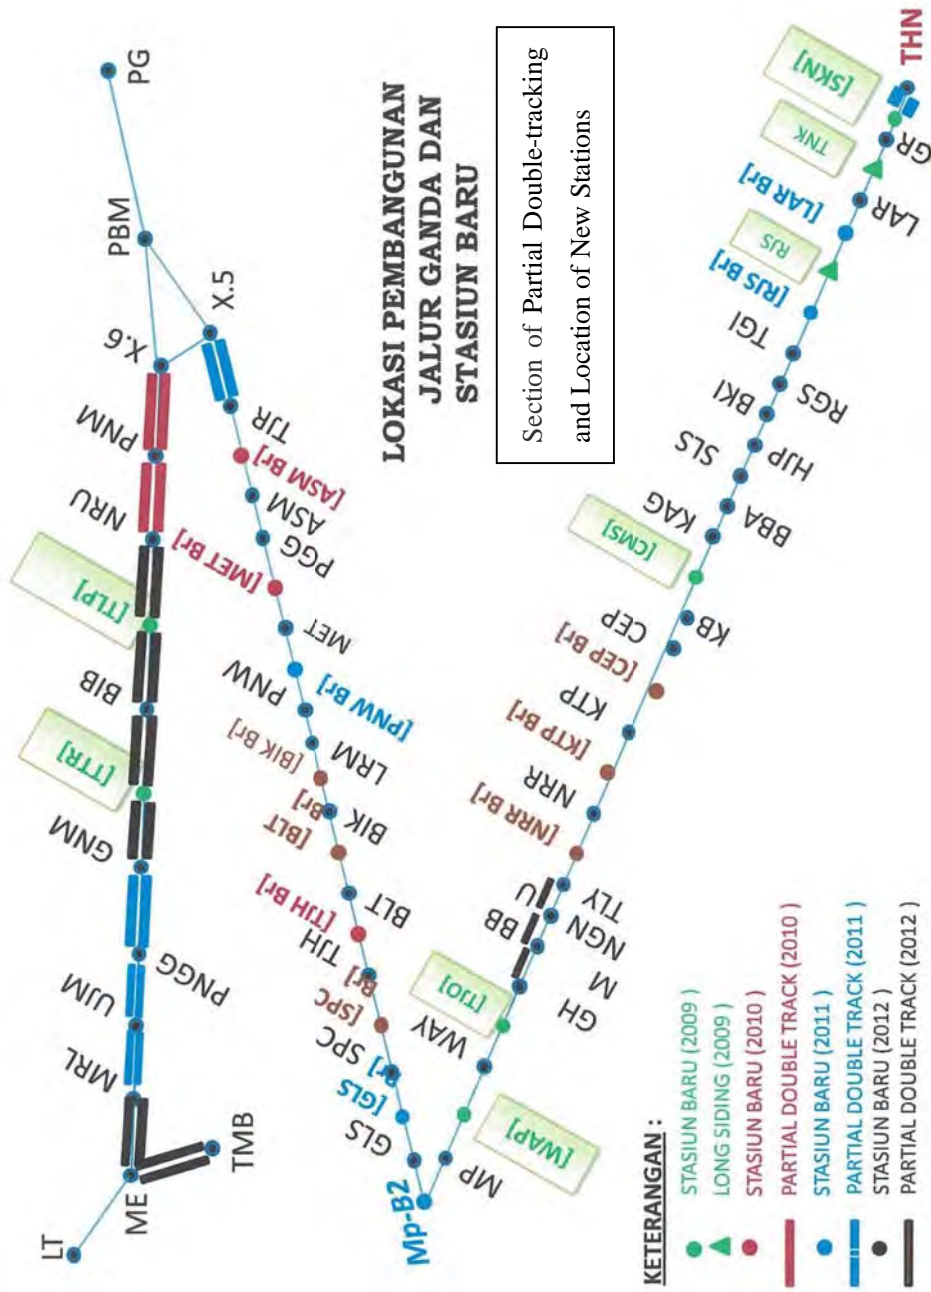 LOKASI PEMBANGUNAN
JALUR GANDA DAN
STASIUN BARU
Section of Partial Double-tracking
and Location of New Stations
LT
ME
TMB
MRL
UJM
PNGG
GNM
[TTR]
BIB
[TLP]
NRU
PNM
X.6
PBM
PG
X.5
TJR
[ASM Br]
ASM
PGG
[MET Br]
MET
[PNW Br]
PNW
LRM
[BIK Br]
BIK
[BLT
Br]
BLT
[TJH Br]
TJH
[SPC
Br]
SPC
[GLS
Br]
GLS
Mp-B2
MP
[WAP]
WAY
[TJO]
GH
M
BB
NGN
U
TLY
[NRR Br]
NRR
[KTP Br]
KTP
[CEP Br]
CEP
KB
[CMS]
KAG
BBA
SLS
HJP
BKI
RGS
TGI
[RJS Br]
RJS
[LAR Br]
LAR
TNK
GR
[SKN]
THN
KETERANGAN :
STASIUN BARU (2009)
LONG SIDING (2009)
STASIUN BARU (2010 )
PARTIAL DOUBLE TRACK (2010)
STASIUN BARU (2011 )
PARTIAL DOUBLE TRACK (2011)
STASIUN BARU (2012)
PARTIAL DOUBLE TRACK (2012)